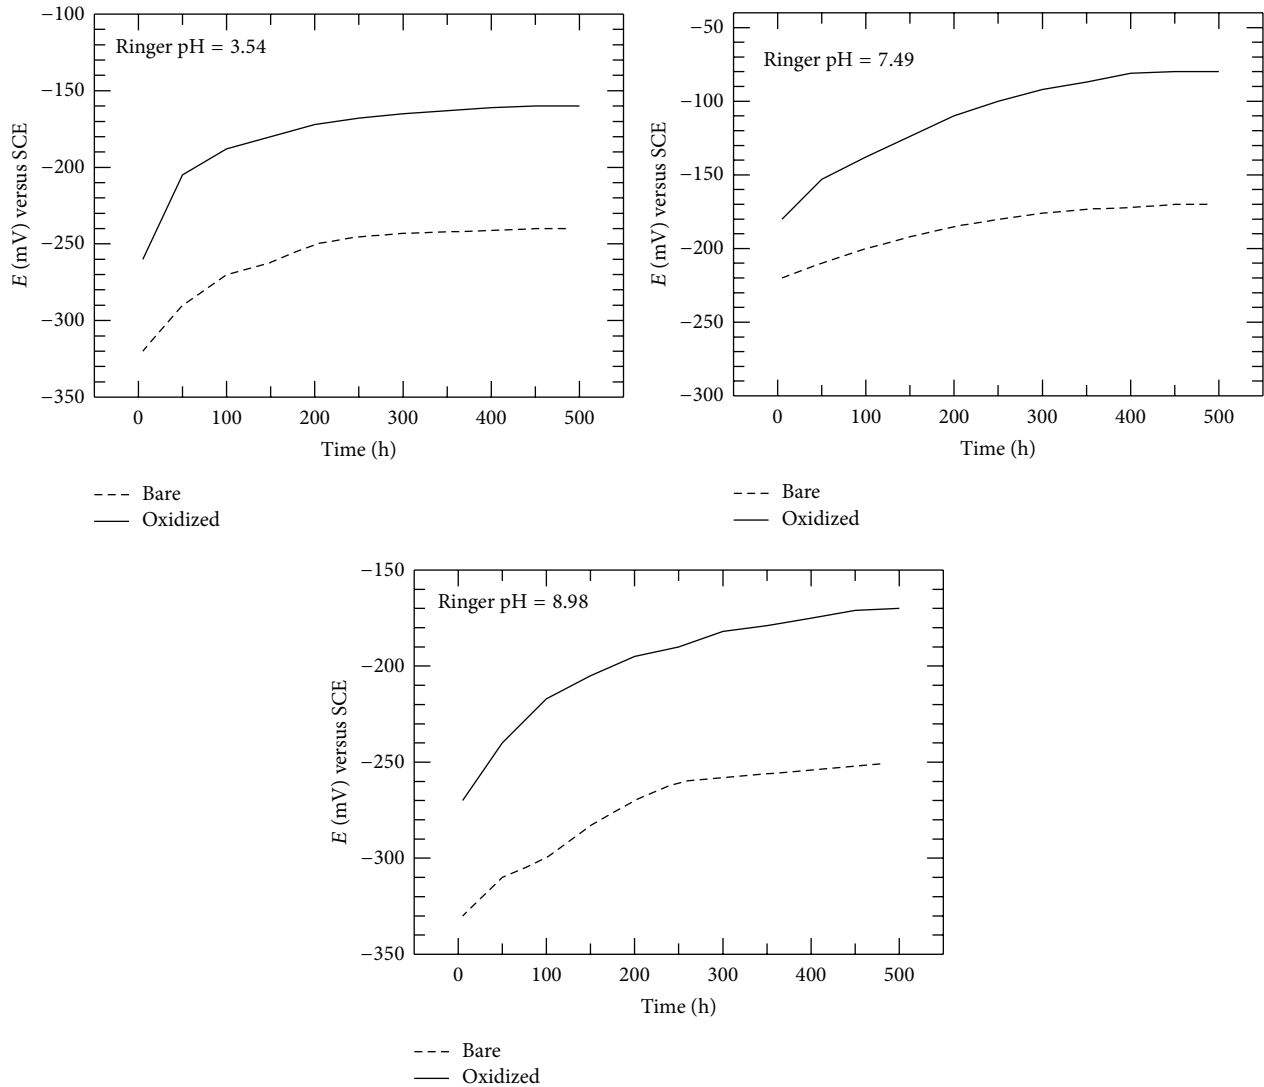 Ringer pH = 3.54
−100
−150
−200
−250
−300
−350
E (mV) versus SCE
0 100 200 300 400 500
Time (h)
Bare
Oxidized
Ringer pH = 7.49
−50
−100
−150
−200
−250
−300
E (mV) versus SCE
0 100 200 300 400 500
Time (h)
Bare
Oxidized
Ringer pH = 8.98
−150
−200
−250
−300
−350
E (mV) versus SCE
0 100 200 300 400 500
Time (h)
Bare
Oxidized